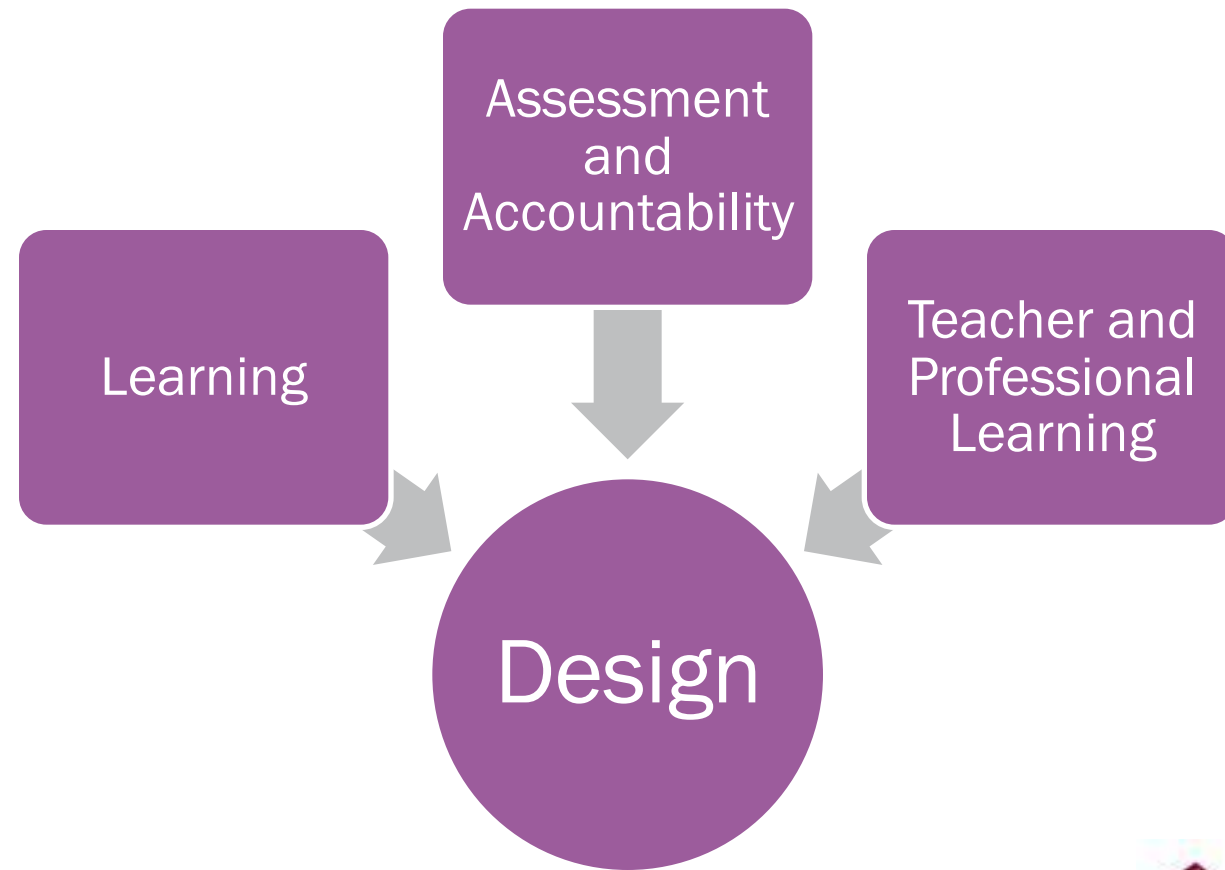 Assessment
and
Accountability
Learning
Teacher and
Professional
Learning
Design